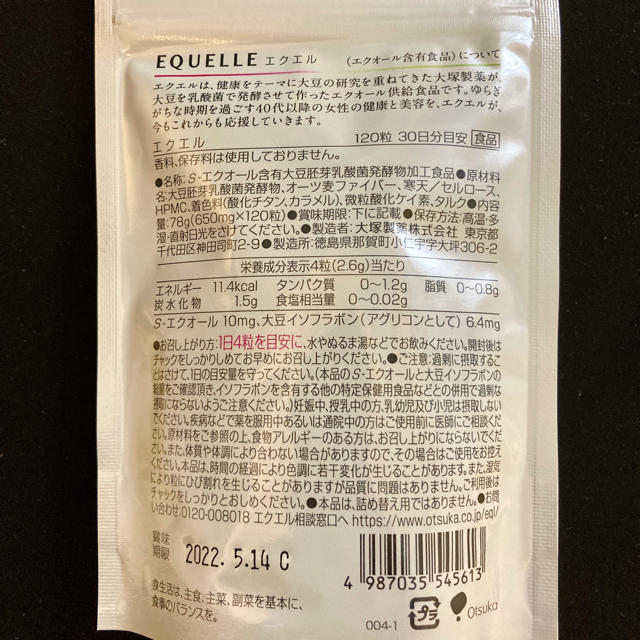 EQUELLE エクエル (エクオール含有食品)について
エクエルは、健康をテーマに大豆の研究を重ねてきた大塚製薬が、
大豆を乳酸菌で発酵させて作ったエクオール供給食品です。ゆらぎ
がちな時期を過ごす40代以降の女性の健康と美容を、エクエルが、
今もこれからも応援していきます。
エクエル 120粒 30日分目安 食品
香料、保存料は使用しておりません。
●名称:S-エクオール含有大豆胚芽乳酸菌発酵物加工食品●原材料
名:大豆胚芽乳酸菌発酵物、オーツ麦ファイバー、寒天/セルロース、
HPMC、着色料(酸化チタン、カラメル)、微粒酸化ケイ素、タルク●内容
量:78g(650mg×120粒)●賞味期限:下に記載●保存方法:高温・多
湿・直射日光をさけてください。●製造者:大塚製薬株式会社 東京都
千代田区神田司町2-9●製造所:徳島県那賀町小仁宇字大坪306-2
栄養成分表示4粒(2.6g)当たり
エネルギー 11.4kcal タンパク質 0〜1.2g 脂質 0〜0.8g
炭水化物 1.5g 食塩相当量 0〜0.02g
S-エクオール 10mg、大豆イソフラボン(アグリコンとして) 6.4mg
●お召し上がり方:1日4粒を目安に、水やぬるま湯などでお飲みください。開封後は
チャックをしっかりしめてお早めにお召し上がりください。●ご注意:過剰に摂取するこ
とはさけて、1日の目安量を守ってください。(本品のS-エクオールと大豆イソフラボンの
総量をご確認頂き、イソフラボンを含有する他の特定保健用食品などとの併用で過剰な
摂取にならないようご注意ください。)妊娠中、授乳中の方、乳幼児及び小児は摂取しない
でください。疾病などで薬を服用中あるいは通院中の方はご使用前に医師にご相談くださ
い。原材料をご参照の上、食物アレルギーのある方は、お召し上がりにならないでくださ
い。また、体質や体調により合わない場合がありますので、その場合はご使用をお控え
ください。本品は、時間の経過により色調に若干変化が生じることがあります。また、湿気
により粒にひび割れを生じることがありますが品質に問題はありません。ご利用後は
チャックをしっかりとおしめください。●本品は、詰め替え用ではありません。●お問
い合わせ:0120-008018 エクエル相談窓口へ https://www.otsuka.co.jp/eql/
賞味
期限 2022. 5.14 C
4 987035 545613
食生活は、主食、主菜、副菜を基本に、
食事のバランスを。
004-1 プラ Otsuka